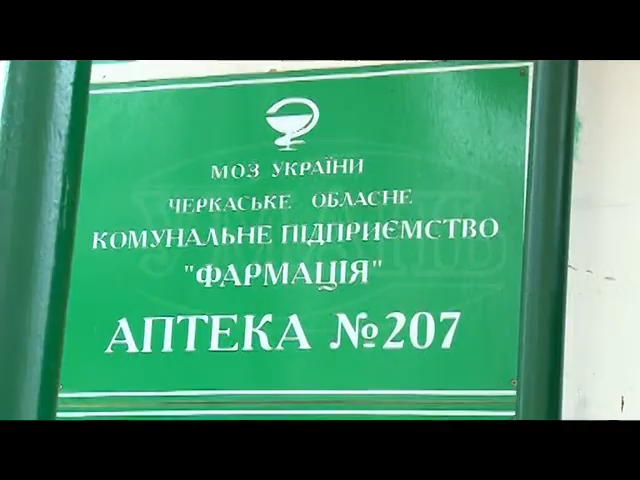 МОЗ УКРАЇНИ
ЧЕРКАСЬКЕ ОБЛАСНЕ
КОМУНАЛЬНЕ ПІДПРИЄМСТВО
"ФАРМАЦІЯ"
АПТЕКА №207